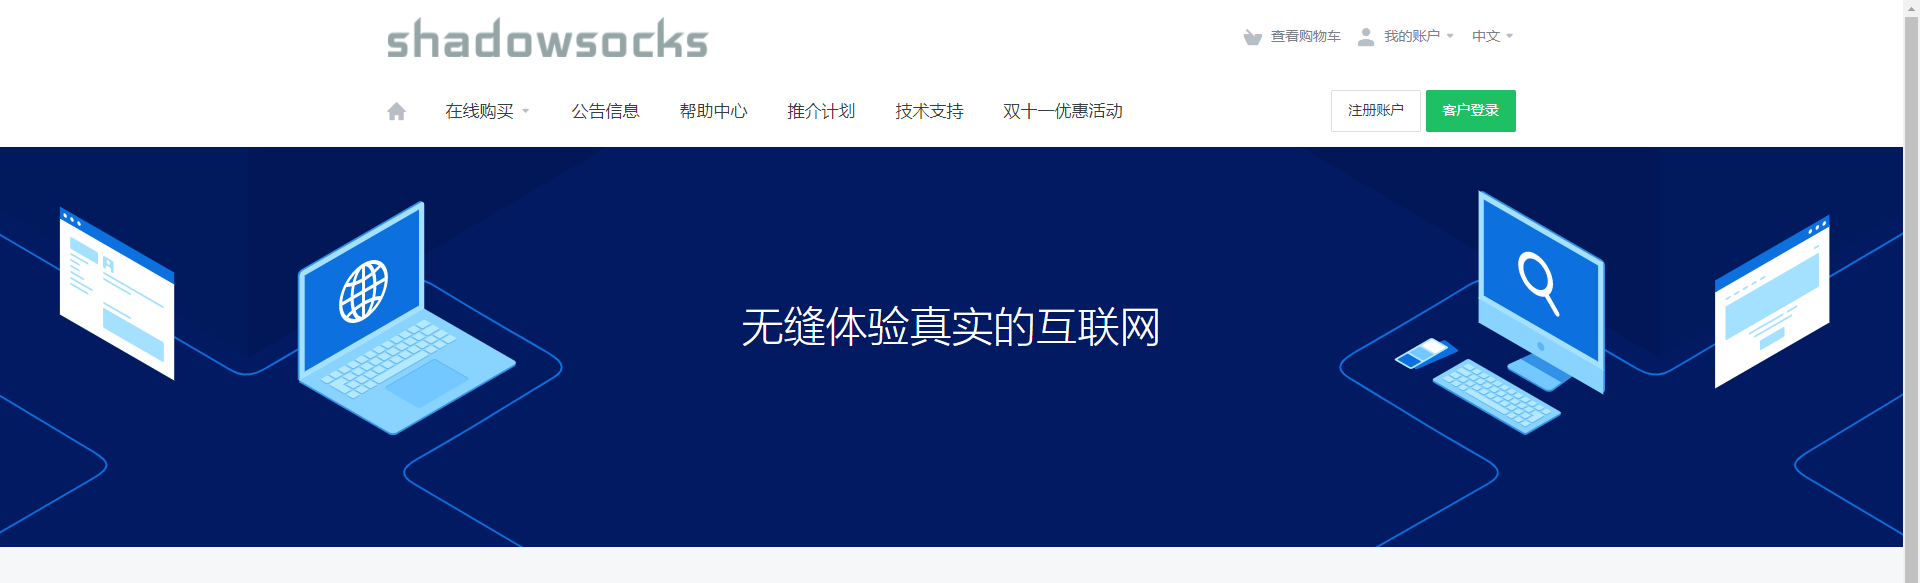 shadowsocks
查看购物车 我的账户 中文
在线购买 公告信息 帮助中心 推介计划 技术支持 双十一优惠活动 注册账户 客户登录
无缝体验真实的互联网